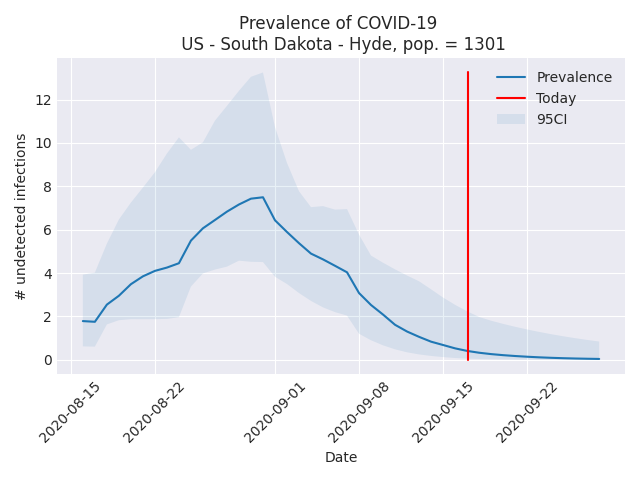 Prevalence of COVID-19
US - South Dakota - Hyde, pop. = 1301
Prevalence
Today
95CI
# undetected infections
12
10
8
6
4
2
0
2020-08-15
2020-08-22
2020-09-01
2020-09-08
2020-09-15
2020-09-22
Date